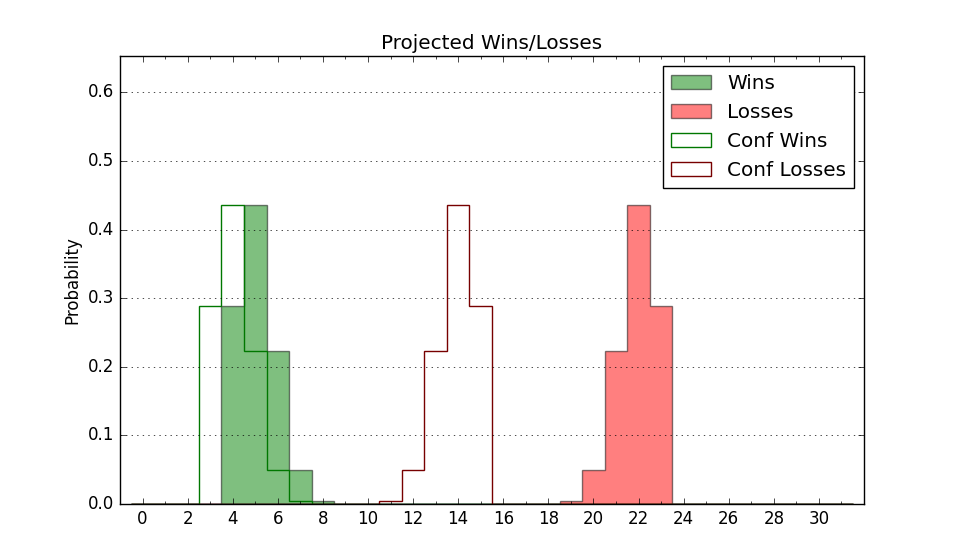 Projected Wins/Losses
Wins
Losses
Conf Wins
Conf Losses
Probability
0.6
0.5
0.4
0.3
0.2
0.1
0.0
0 2 4 6 8 10 12 14 16 18 20 22 24 26 28 30